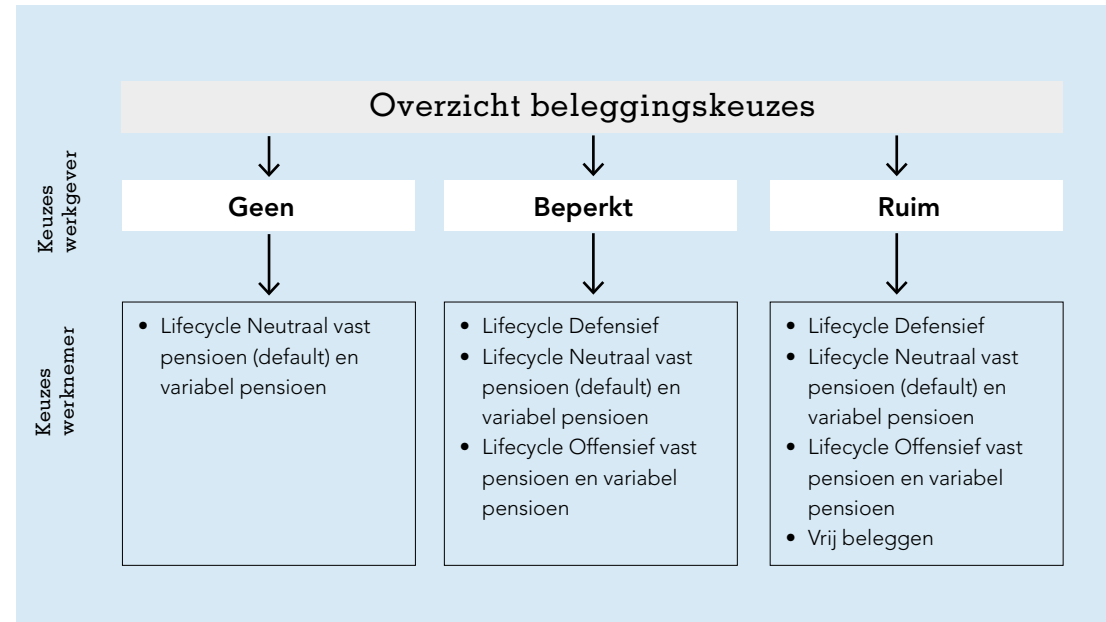 Overzicht beleggingskeuzes
Keuzes
werkgever
Geen
Beperkt
Ruim
Keuzes
werknemer
• Lifecycle Neutraal vast
pensioen (default) en
variabel pensioen
• Lifecycle Defensief
• Lifecycle Neutraal vast
pensioen (default) en
variabel pensioen
• Lifecycle Offensief vast
pensioen en variabel
pensioen
• Lifecycle Defensief
• Lifecycle Neutraal vast
pensioen (default) en
variabel pensioen
• Lifecycle Offensief vast
pensioen en variabel
pensioen
• Vrij beleggen